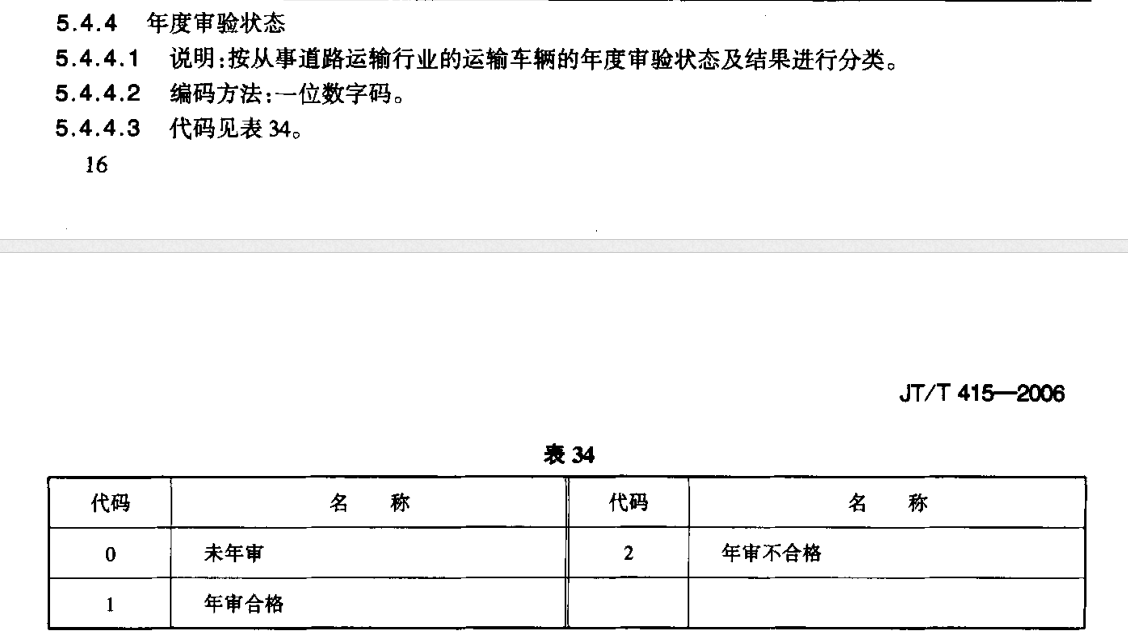 5.4.4 年度审验状态
5.4.4.1 说明:按从事道路运输行业的运输车辆的年度审验状态及结果进行分类。
5.4.4.2 编码方法:一位数字码。
5.4.4.3 代码见表 34。
16
JT/T 415—2006
表 34
代码 名 称 代码 名 称
0 未年审 2 年审不合格
1 年审合格